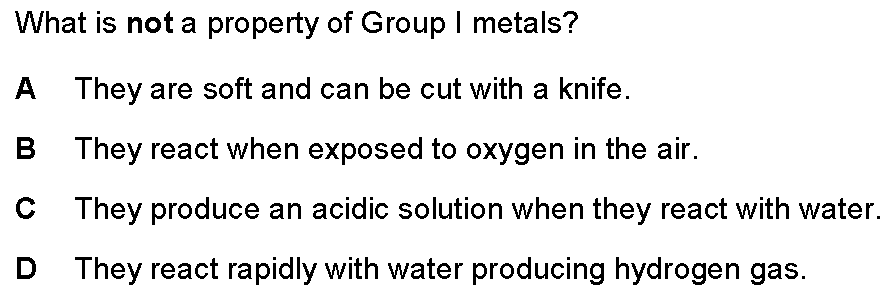 What is not a property of Group I metals?
A They are soft and can be cut with a knife.
B They react when exposed to oxygen in the air.
C They produce an acidic solution when they react with water.
D They react rapidly with water producing hydrogen gas.